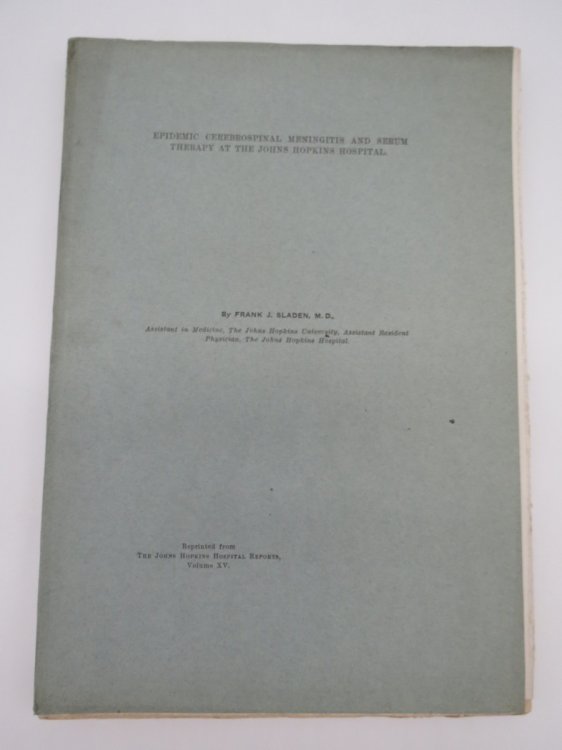 EPIDEMIC CEREBROSPINAL MENINGITIS AND SERUM
THERAPY AT THE JOHNS HOPKINS HOSPITAL.
By FRANK J. SLADEN, M. D.,
Assistant in Medicine, The Johns Hopkins University, Assistant Resident
Physician, The Johns Hopkins Hospital.
Reprinted from
THE JOHNS HOPKINS HOSPITAL REPORTS,
Volume XV.